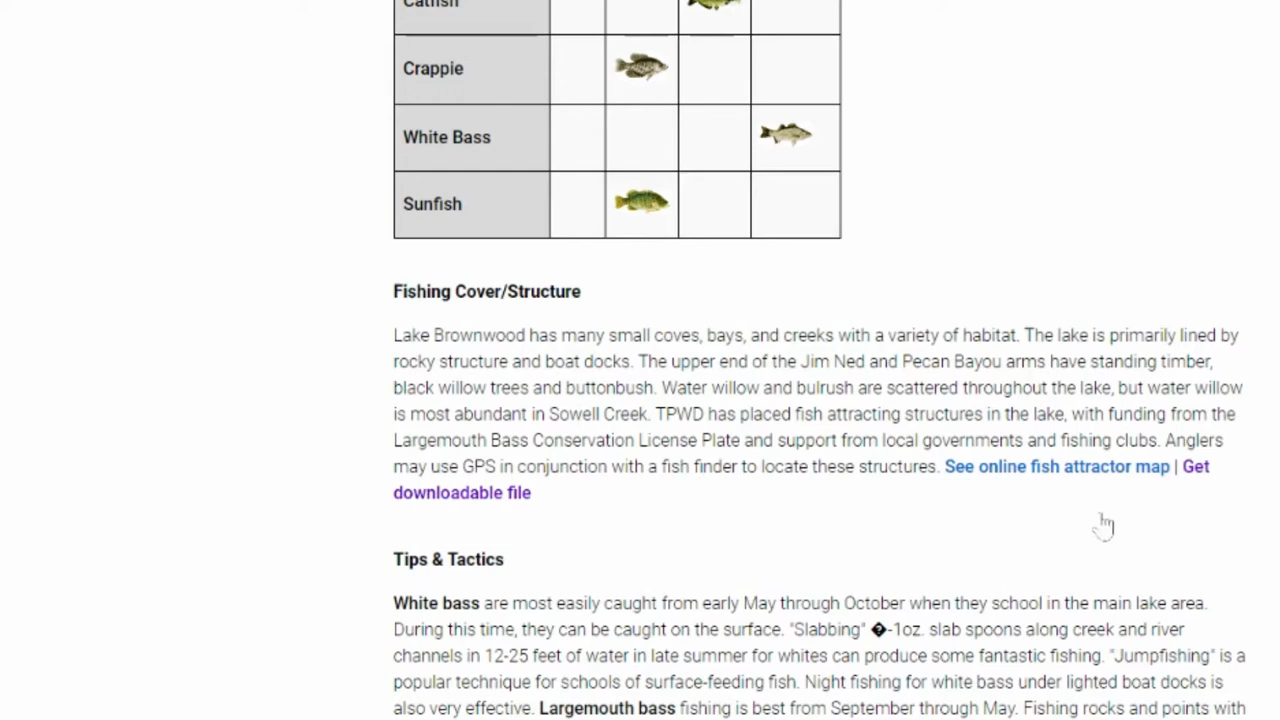 Catfish
Crappie
White Bass
Sunfish
Fishing Cover/Structure
Lake Brownwood has many small coves, bays, and creeks with a variety of habitat. The lake is primarily lined by
rocky structure and boat docks. The upper end of the Jim Ned and Pecan Bayou arms have standing timber,
black willow trees and buttonbush. Water willow and bulrush are scattered throughout the lake, but water willow
is most abundant in Sowell Creek. TPWD has placed fish attracting structures in the lake, with funding from the
Largemouth Bass Conservation License Plate and support from local governments and fishing clubs. Anglers
may use GPS in conjunction with a fish finder to locate these structures. See online fish attractor map | Get
downloadable file
Tips & Tactics
White bass are most easily caught from early May through October when they school in the main lake area.
During this time, they can be caught on the surface. "Slabbing" �-1oz. slab spoons along creek and river
channels in 12-25 feet of water in late summer for whites can produce some fantastic fishing. "Jumpfishing" is a
popular technique for schools of surface-feeding fish. Night fishing for white bass under lighted boat docks is
also very effective. Largemouth bass fishing is best from September through May. Fishing rocks and points with